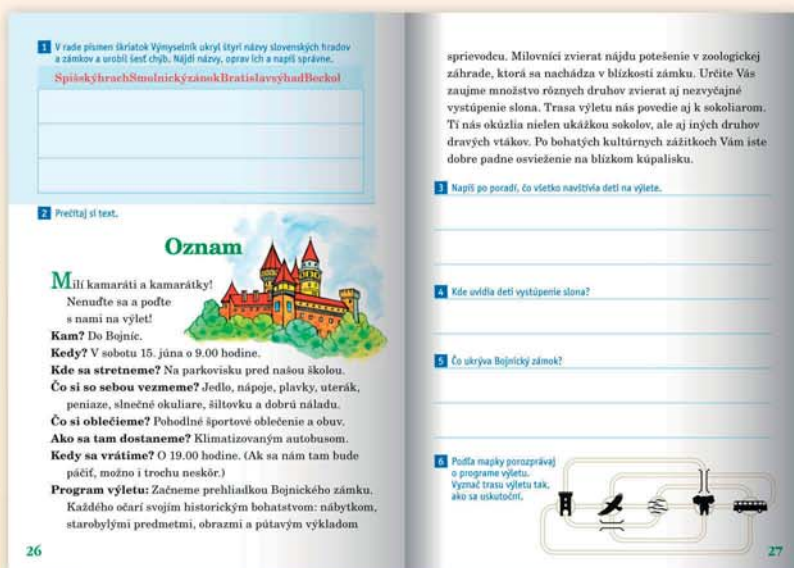 1 V rade písmen škriatok Výmyselník ukryl štyri názvy slovenských hradov
a zámkov a urobil šesť chýb. Nájdi názvy, oprav ich a napíš správne.
SpišskýhrachSmolnickýzánokBratislavsýhadBeckol
2 Prečítaj si text.
Oznam
Milí kamaráti a kamarátky!
Nenuďte sa a poďte
s nami na výlet!
Kam? Do Bojníc.
Kedy? V sobotu 15. júna o 9.00 hodine.
Kde sa stretneme? Na parkovisku pred našou školou.
Čo si so sebou vezmeme? Jedlo, nápoje, plavky, uterák,
peniaze, slnečné okuliare, šiltovku a dobrú náladu.
Čo si oblečieme? Pohodlné športové oblečenie a obuv.
Ako sa tam dostaneme? Klimatizovaným autobusom.
Kedy sa vrátime? O 19.00 hodine. (Ak sa nám tam bude
páčiť, možno i trochu neskôr.)
Program výletu: Začneme prehliadkou Bojnického zámku.
Každého očarí svojím historickým bohatstvom: nábytkom,
starobylými predmetmi, obrazmi a pútavým výkladom
26
sprievodcu. Milovníci zvierat nájdu potešenie v zoologickej
záhrade, ktorá sa nachádza v blízkosti zámku. Určite Vás
zaujme množstvo rôznych druhov zvierat aj nezvyčajné
vystúpenie slona. Trasa výletu nás povedie aj k sokoliarom.
Tí nás okúzlia nielen ukážkou sokolov, ale aj iných druhov
dravých vtákov. Po bohatých kultúrnych zážitkoch Vám iste
dobre padne osvieženie na blízkom kúpalisku.
3 Napíš po poradí, čo všetko navštívia deti na výlete.
4 Kde uvidia deti vystúpenie slona?
5 Čo ukrýva Bojnický zámok?
6 Podľa mapky porozprávaj
o programe výletu.
Vyznač trasu výletu tak,
ako sa uskutoční.
27